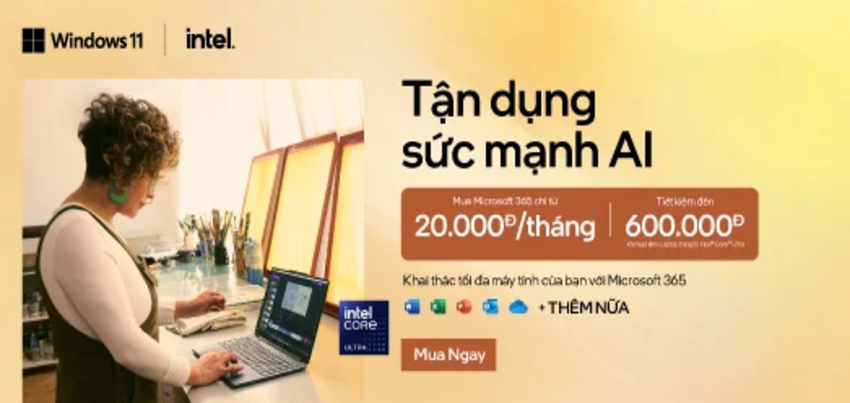 Windows 11
intel.
Tận dụng
sức mạnh AI
Mua Microsoft 365 chỉ từ
20.000Đ/tháng
Tiết kiệm đến
600.000Đ
Khai thác tối đa máy tính của bạn với Microsoft 365
+ THÊM NỮA
intel
CORE
ULTRA
Mua Ngay